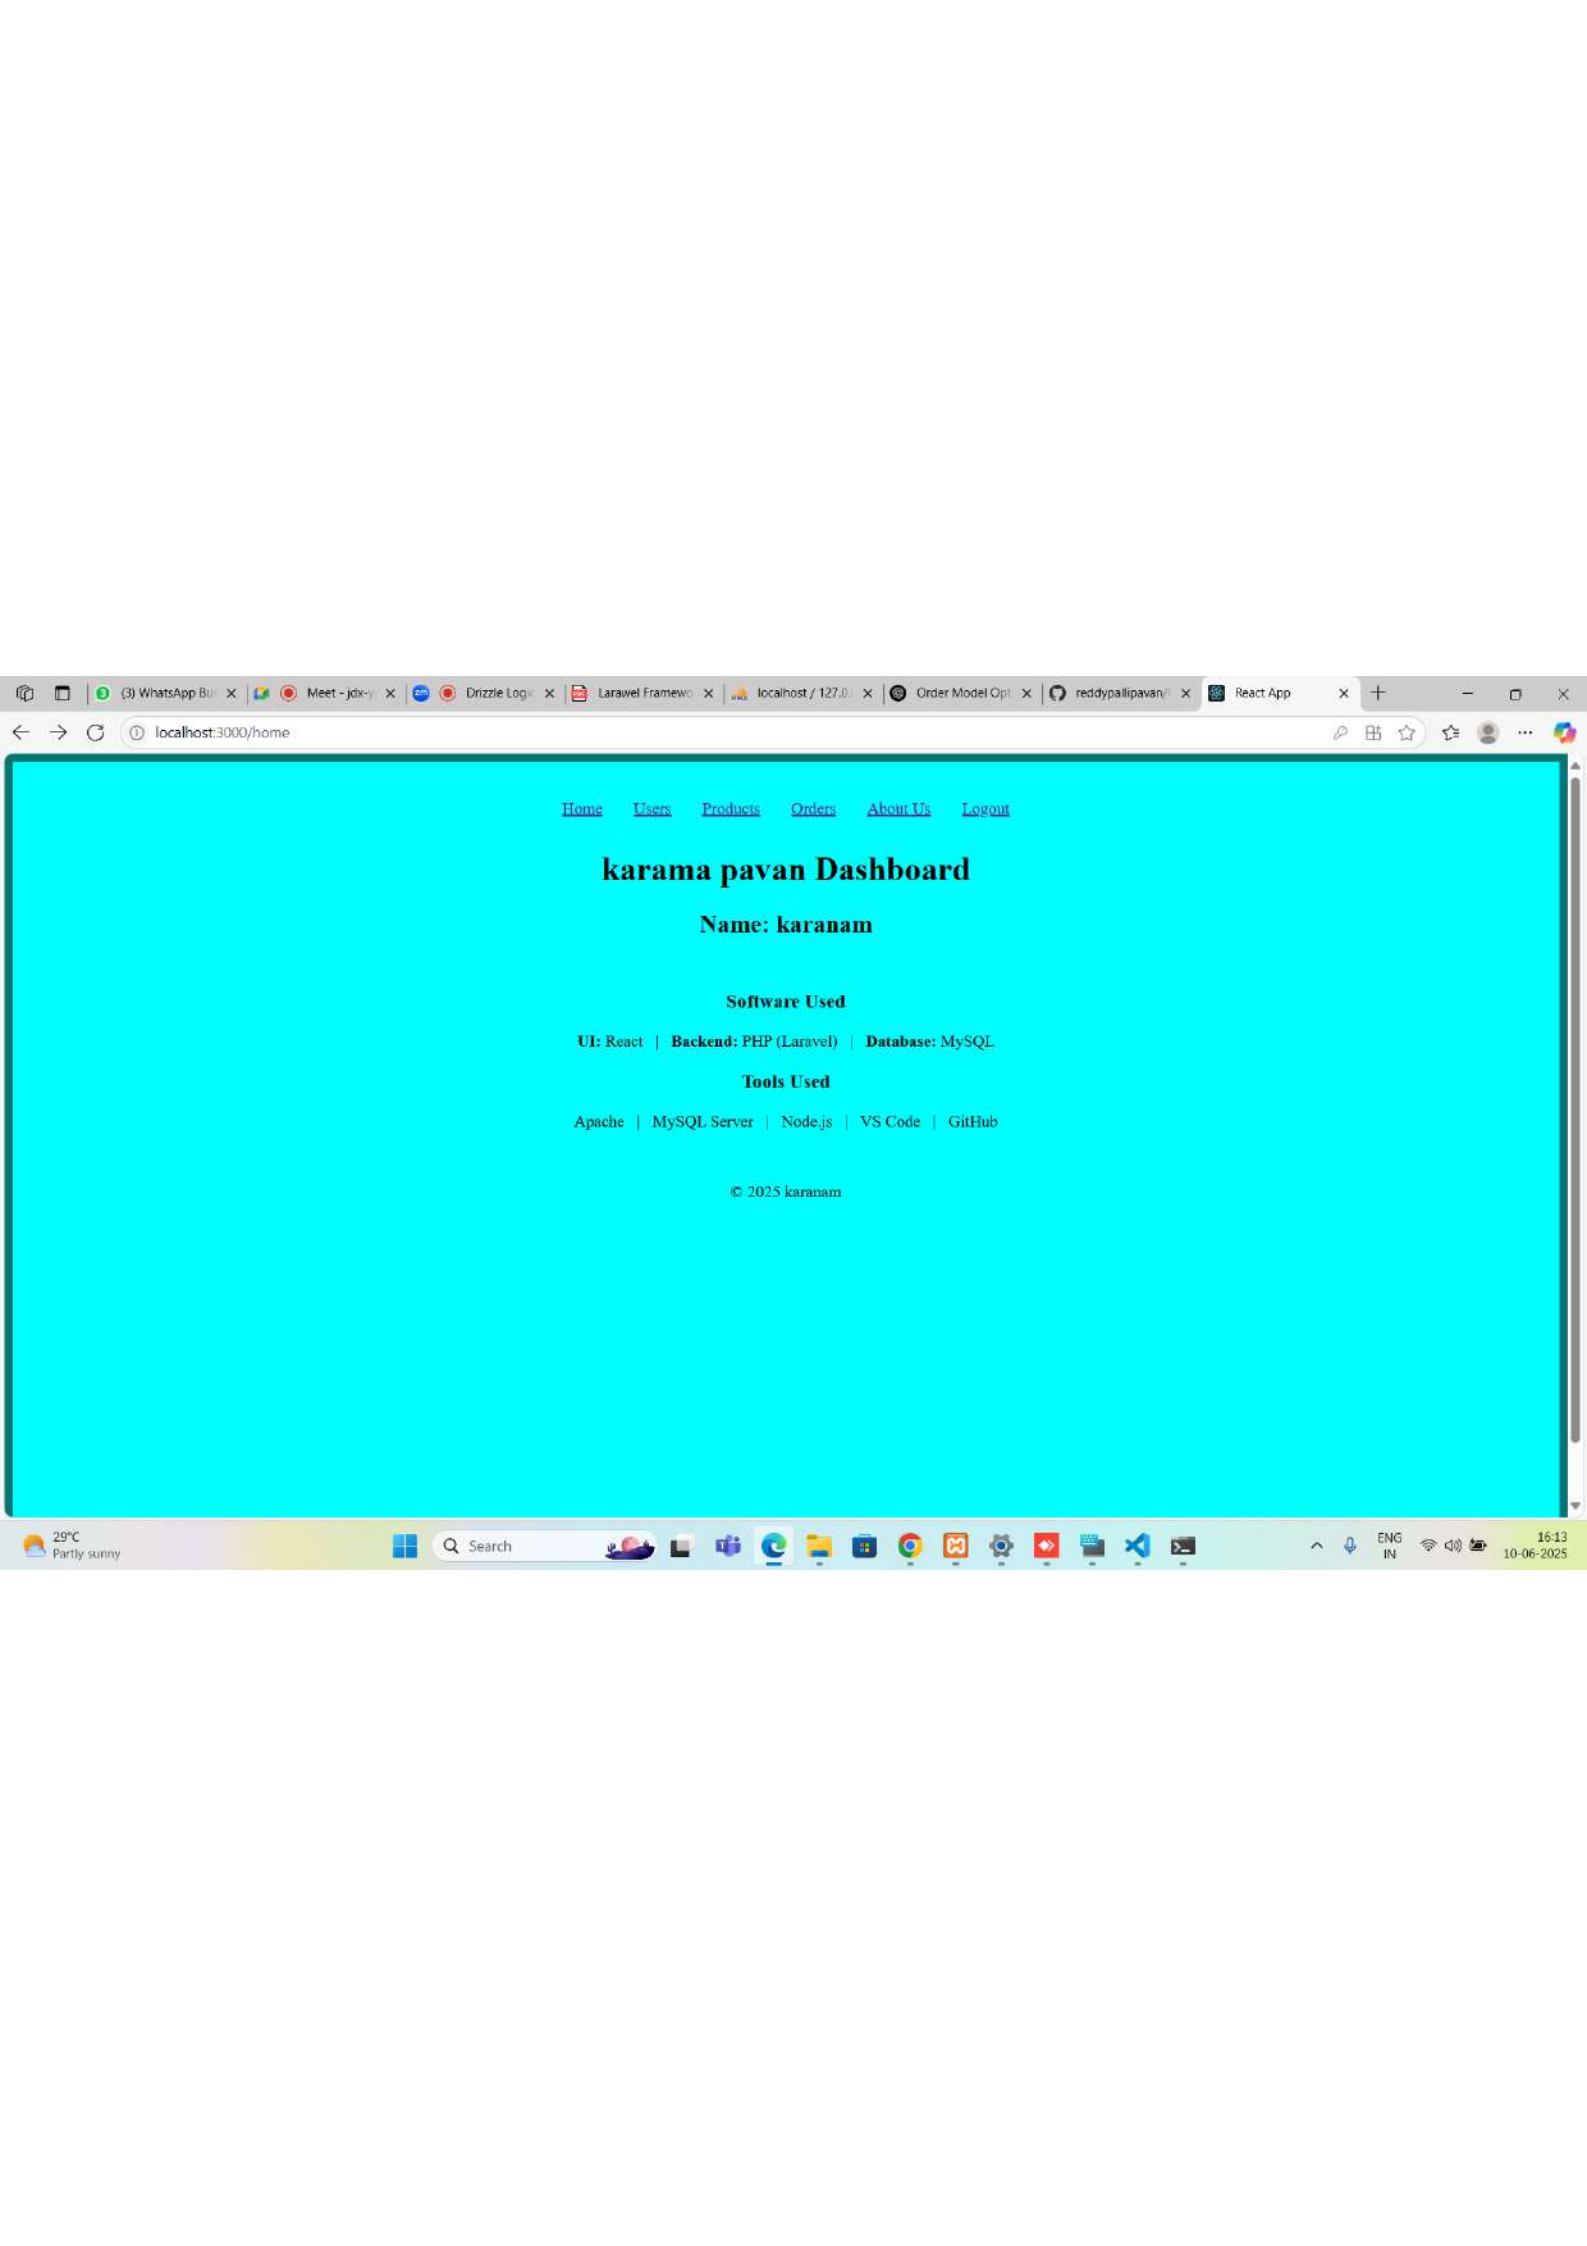 (3) WhatsApp Bu
Meet - jdx-y
Drizzle Logi
Larawel Framewo
localhost / 127.0.
Order Model Opt
reddypallipavan/
React App
localhost:3000/home
Home Users Products Orders About Us Logout
karama pavan Dashboard
Name: karanam
Software Used
UI: React | Backend: PHP (Laravel) | Database: MySQL
Tools Used
Apache | MySQL Server | Node.js | VS Code | GitHub
© 2025 karanam
29°C
Partly sunny
Search
ENG
IN
16:13
10-06-2025